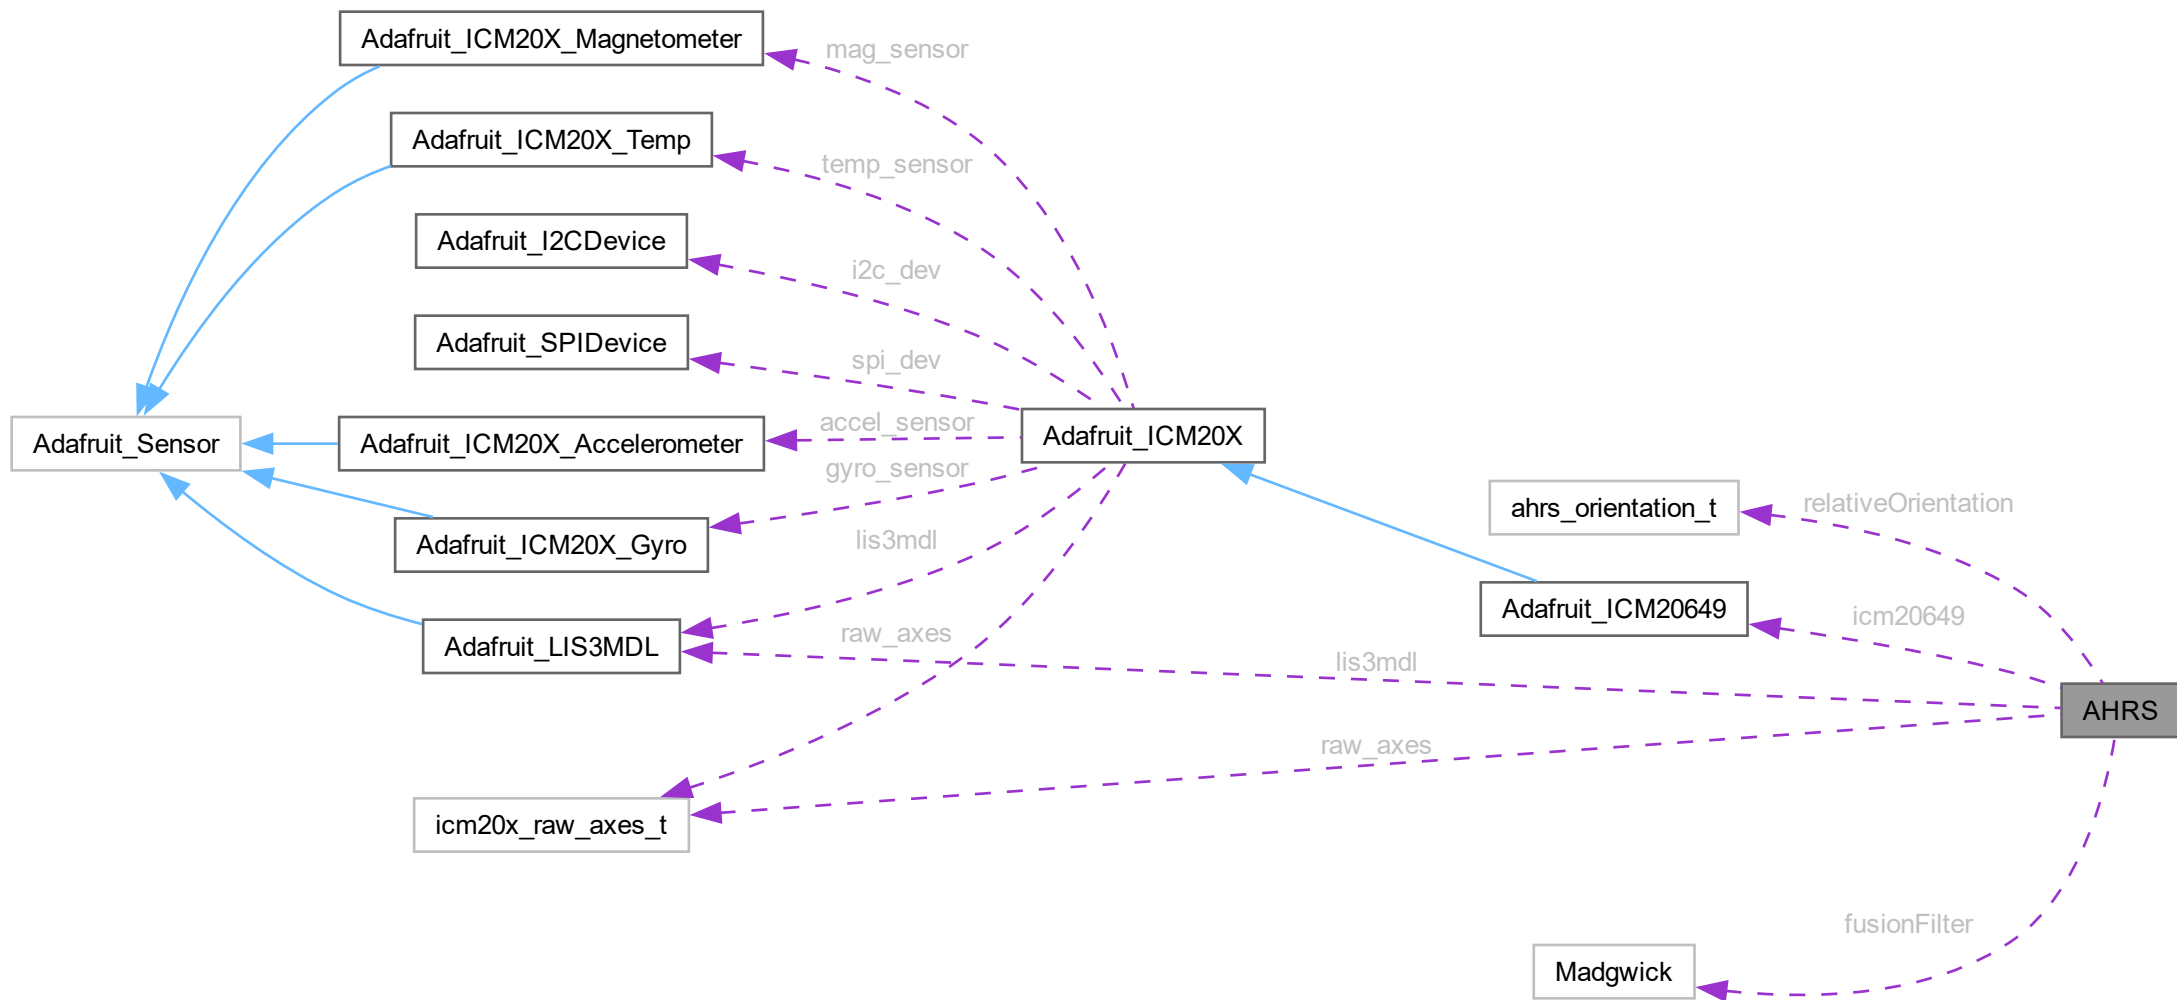 Adafruit_ICM20X_Magnetometer
mag_sensor
Adafruit_ICM20X_Temp
temp_sensor
Adafruit_I2CDevice
i2c_dev
Adafruit_SPIDevice
spi_dev
Adafruit_Sensor
Adafruit_ICM20X_Accelerometer
accel_sensor
Adafruit_ICM20X
gyro_sensor
ahrs_orientation_t
relativeOrientation
Adafruit_ICM20X_Gyro
lis3mdl
Adafruit_ICM20649
icm20649
Adafruit_LIS3MDL
raw_axes
lis3mdl
AHRS
raw_axes
icm20x_raw_axes_t
fusionFilter
Madgwick